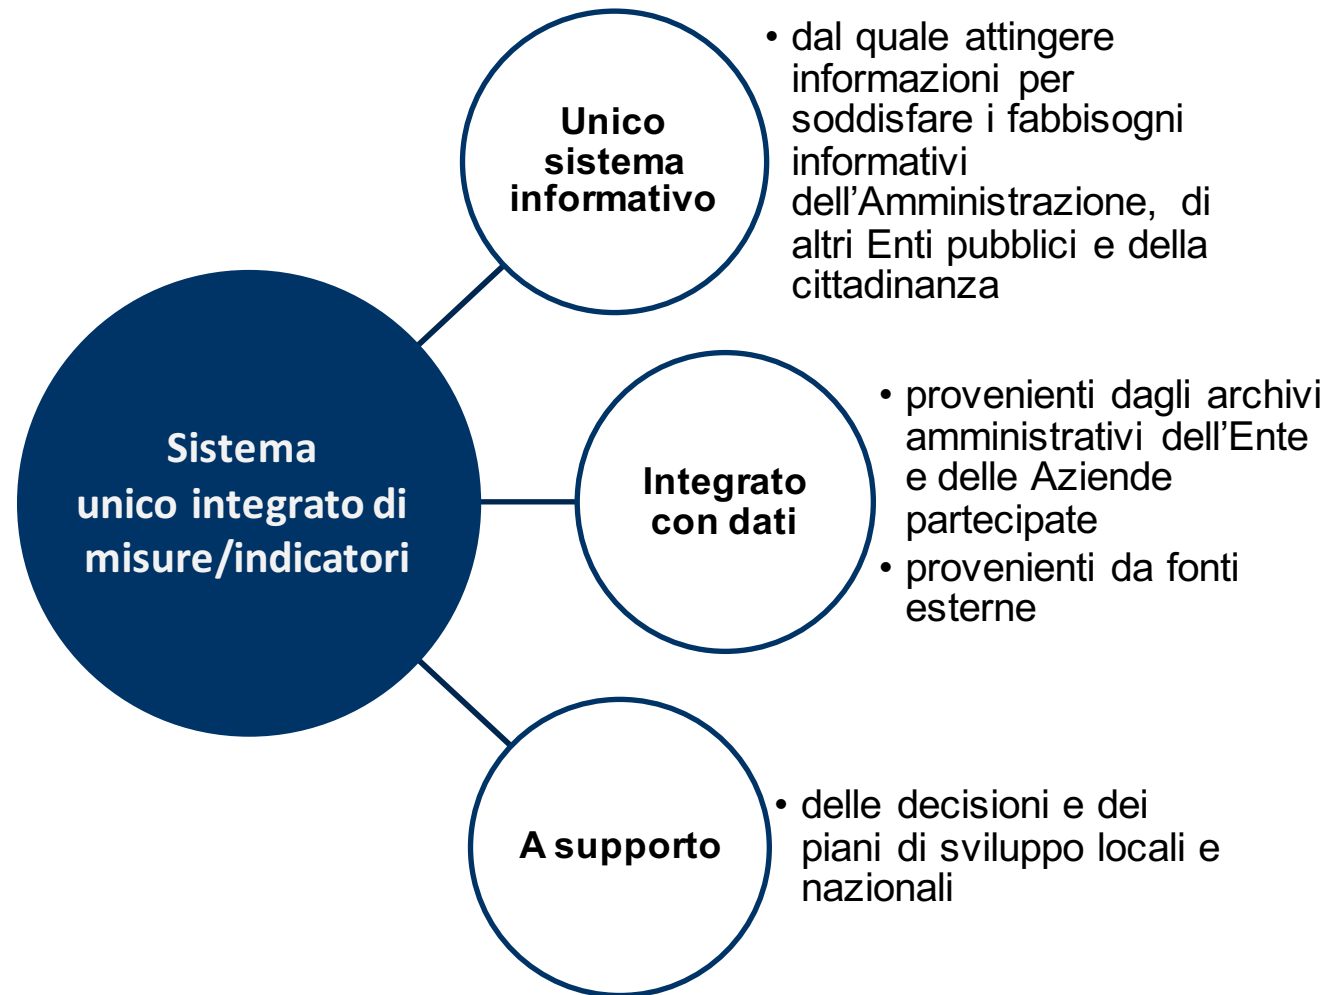 Sistema
unico integrato di
misure/indicatori
Unico
sistema
informativo
• dal quale attingere
informazioni per
soddisfare i fabbisogni
informativi
dell’Amministrazione, di
altri Enti pubblici e della
cittadinanza
Integrato
con dati
• provenienti dagli archivi
amministrativi dell’Ente
e delle Aziende
partecipate
• provenienti da fonti
esterne
A supporto
• delle decisioni e dei
piani di sviluppo locali e
nazionali